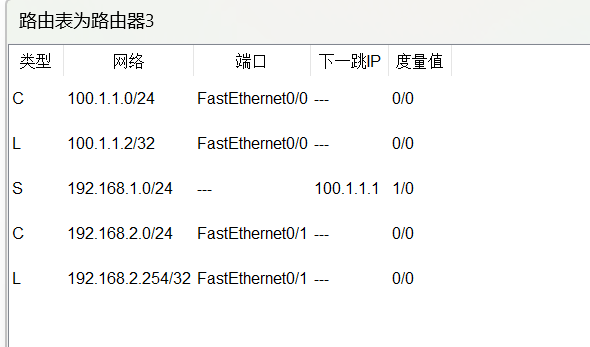 路由表为路由器3
类型 网络 端口 下一跳IP 度量值
C 100.1.1.0/24 FastEthernet0/0 --- 0/0
L 100.1.1.2/32 FastEthernet0/0 --- 0/0
S 192.168.1.0/24 --- 100.1.1.1 1/0
C 192.168.2.0/24 FastEthernet0/1 --- 0/0
L 192.168.2.254/32 FastEthernet0/1 --- 0/0